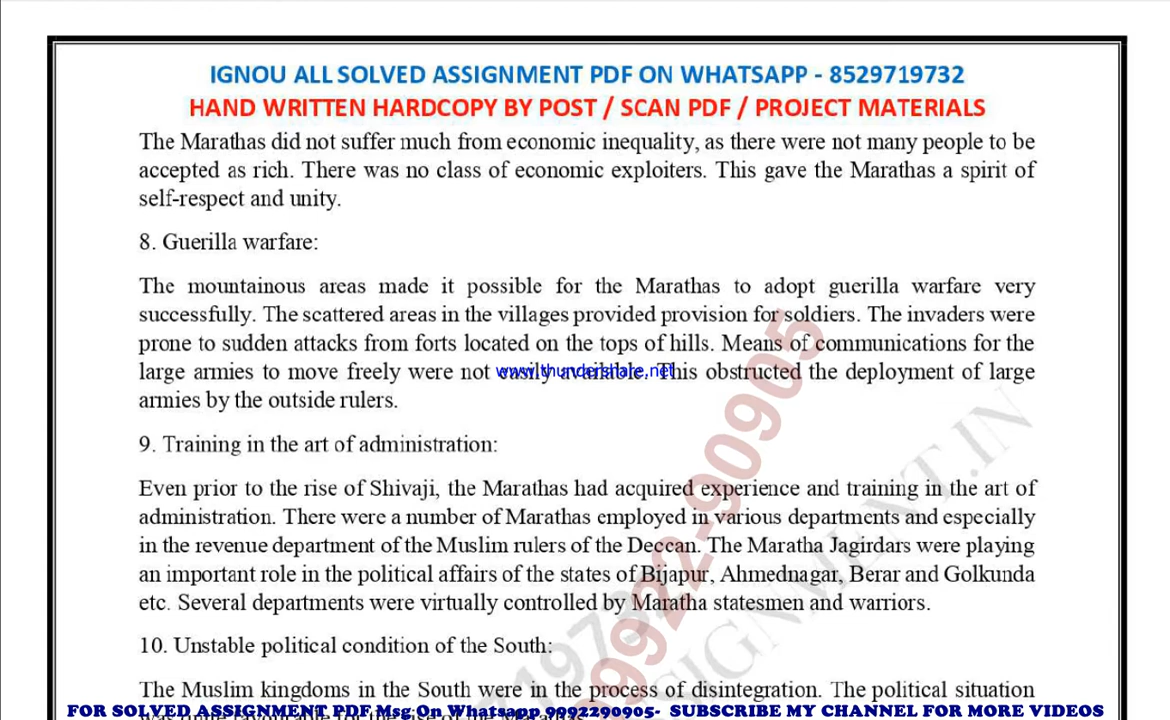 IGNOU ALL SOLVED ASSIGNMENT PDF ON WHATSAPP - 8529719732
HAND WRITTEN HARDCOPY BY POST / SCAN PDF / PROJECT MATERIALS
The Marathas did not suffer much from economic inequality, as there were not many people to be
accepted as rich. There was no class of economic exploiters. This gave the Marathas a spirit of
self-respect and unity.
8. Guerilla warfare:
The mountainous areas made it possible for the Marathas to adopt guerilla warfare very
successfully. The scattered areas in the villages provided provision for soldiers. The invaders were
prone to sudden attacks from forts located on the tops of hills. Means of communications for the
large armies to move freely were not easily available. This obstructed the deployment of large
www.thundershare.net
armies by the outside rulers.
9. Training in the art of administration:
Even prior to the rise of Shivaji, the Marathas had acquired experience and training in the art of
administration. There were a number of Marathas employed in various departments and especially
in the revenue department of the Muslim rulers of the Deccan. The Maratha Jagirdars were playing
an important role in the political affairs of the states of Bijapur, Ahmednagar, Berar and Golkunda
etc. Several departments were virtually controlled by Maratha statesmen and warriors.
10. Unstable political condition of the South:
The Muslim kingdoms in the South were in the process of disintegration. The political situation
FOR SOLVED ASSIGNMENT PDF Msg On Whatsapp 9992290905- SUBSCRIBE MY CHANNEL FOR MORE VIDEOS